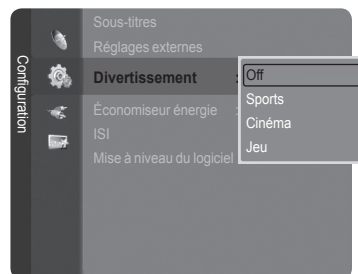 Configuration
Sous-titres
Réglages externes
Divertissement :
Off
Sports
Cinéma
Jeu
Économiseur énergie :
ISI
Mise à niveau du logiciel